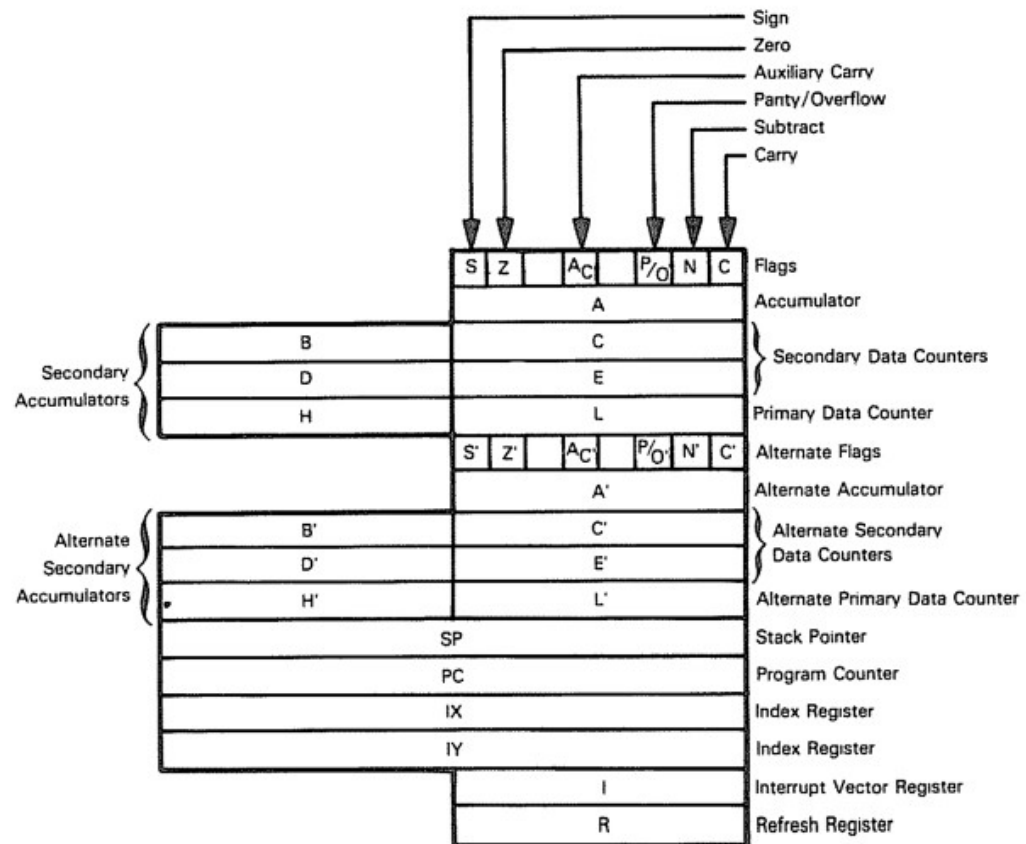 Sign
Zero
Auxiliary Carry
Panty/Overflow
Subtract
Carry
S Z AC P/O N C Flags
A Accumulator
B C
D E
H L Primary Data Counter
Secondary Accumulators
Secondary Data Counters
S' Z' AC' P/O' N' C' Alternate Flags
A' Alternate Accumulator
B' C'
D' E'
H' L' Alternate Primary Data Counter
Alternate
Secondary
Accumulators
Alternate Secondary
Data Counters
SP Stack Pointer
PC Program Counter
IX Index Register
IY Index Register
I Interrupt Vector Register
R Refresh Register